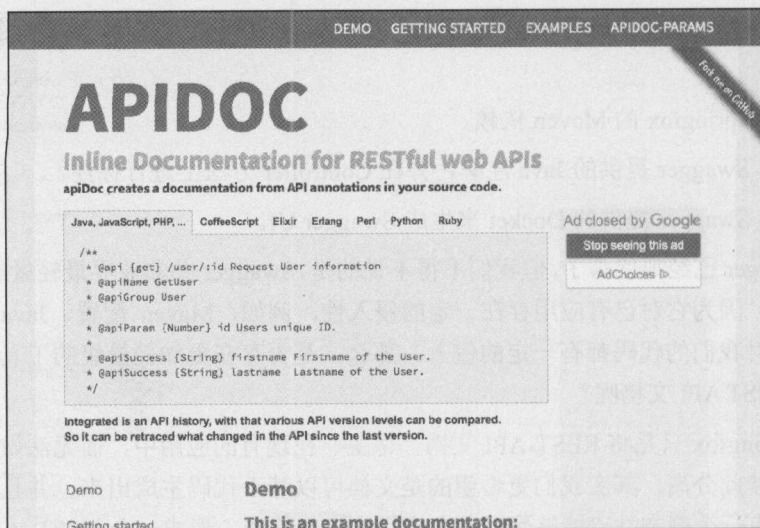 DEMO GETTING STARTED EXAMPLES APIDOC-PARAMS
Fork me on GitHub
APIDOC
Inline Documentation for RESTful web APIs
apiDoc creates a documentation from API annotations in your source code.
Java, JavaScript, PHP, ... CoffeeScript Elixir Erlang Perl Python Ruby
/**
* @api {get} /user/:id Request User information
* @apiName GetUser
* @apiGroup User
*
* @apiParam {Number} id Users unique ID.
*
* @apiSuccess {String} firstname Firstname of the User.
* @apiSuccess {String} lastname Lastname of the User.
*/
Ad closed by Google
Stop seeing this ad
AdChoices
Integrated is an API history, with that various API version levels can be compared.
So it can be retraced what changed in the API since the last version.
Demo
Getting started
Demo
This is an example documentation: